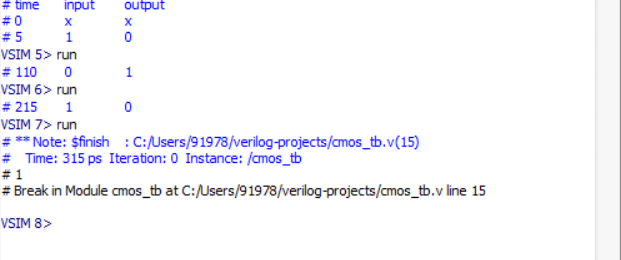 # time input output
# 0 x x
# 5 1 0
VSIM 5> run
# 110 0 1
VSIM 6> run
# 215 1 0
VSIM 7> run
# ** Note: $finish : C:/Users/91978/verilog-projects/cmos_tb.v(15)
# Time: 315 ps Iteration: 0 Instance: /cmos_tb
# 1
# Break in Module cmos_tb at C:/Users/91978/verilog-projects/cmos_tb.v line 15
VSIM 8>